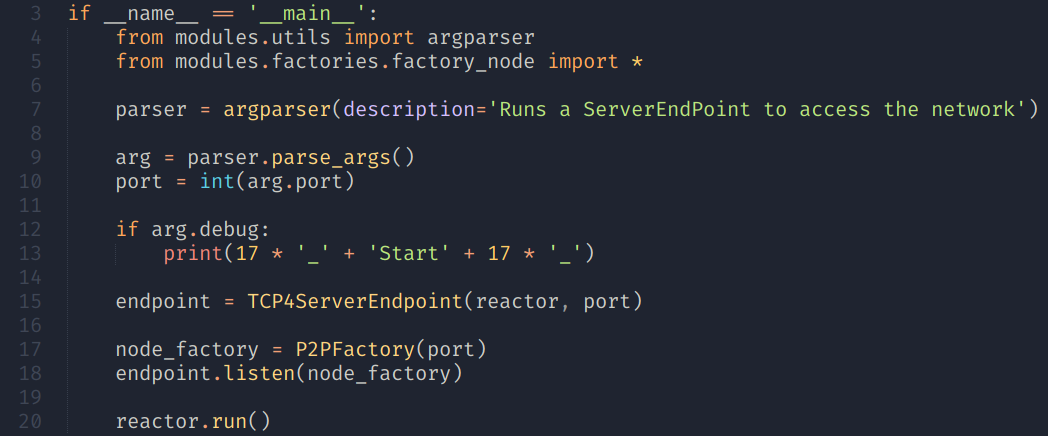 3 if __name__ == '__main__':
4     from modules.utils import argparser
5     from modules.factories.factory_node import *
6
7     parser = argparser(description='Runs a ServerEndPoint to access the network')
8
9     arg = parser.parse_args()
10     port = int(arg.port)
11
12     if arg.debug:
13         print(17 * '_' + 'Start' + 17 * '_')
14
15     endpoint = TCP4ServerEndpoint(reactor, port)
16
17     node_factory = P2PFactory(port)
18     endpoint.listen(node_factory)
19
20     reactor.run()